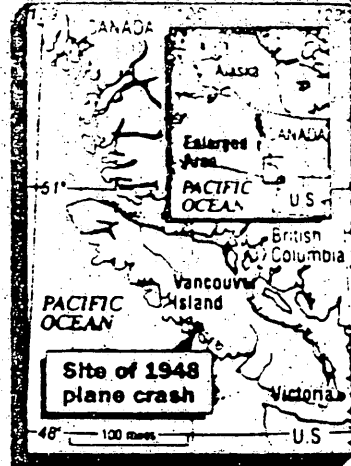 CANADA
Alaska
Enlarged
Area
CANADA
PACIFIC
OCEAN
U.S
51°
British
Columbia
Vancouver
Island
PACIFIC
OCEAN
Site of 1948
plane crash
Victoria
48°
100 miles
U.S